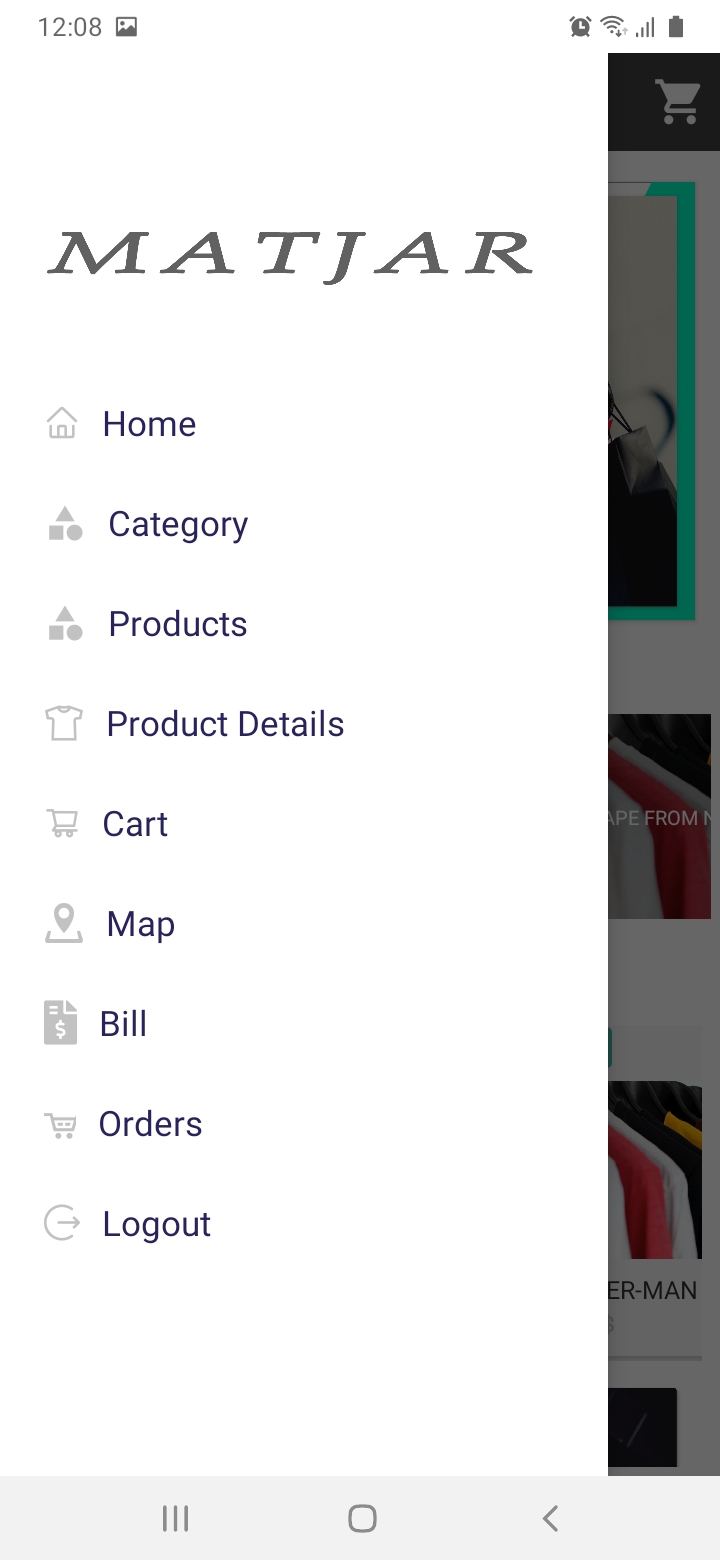 12:08
MATJAR
Home
Category
Products
Product Details
Cart
APE FROM N
Map
Bill
$
Orders
Logout
ER-MAN